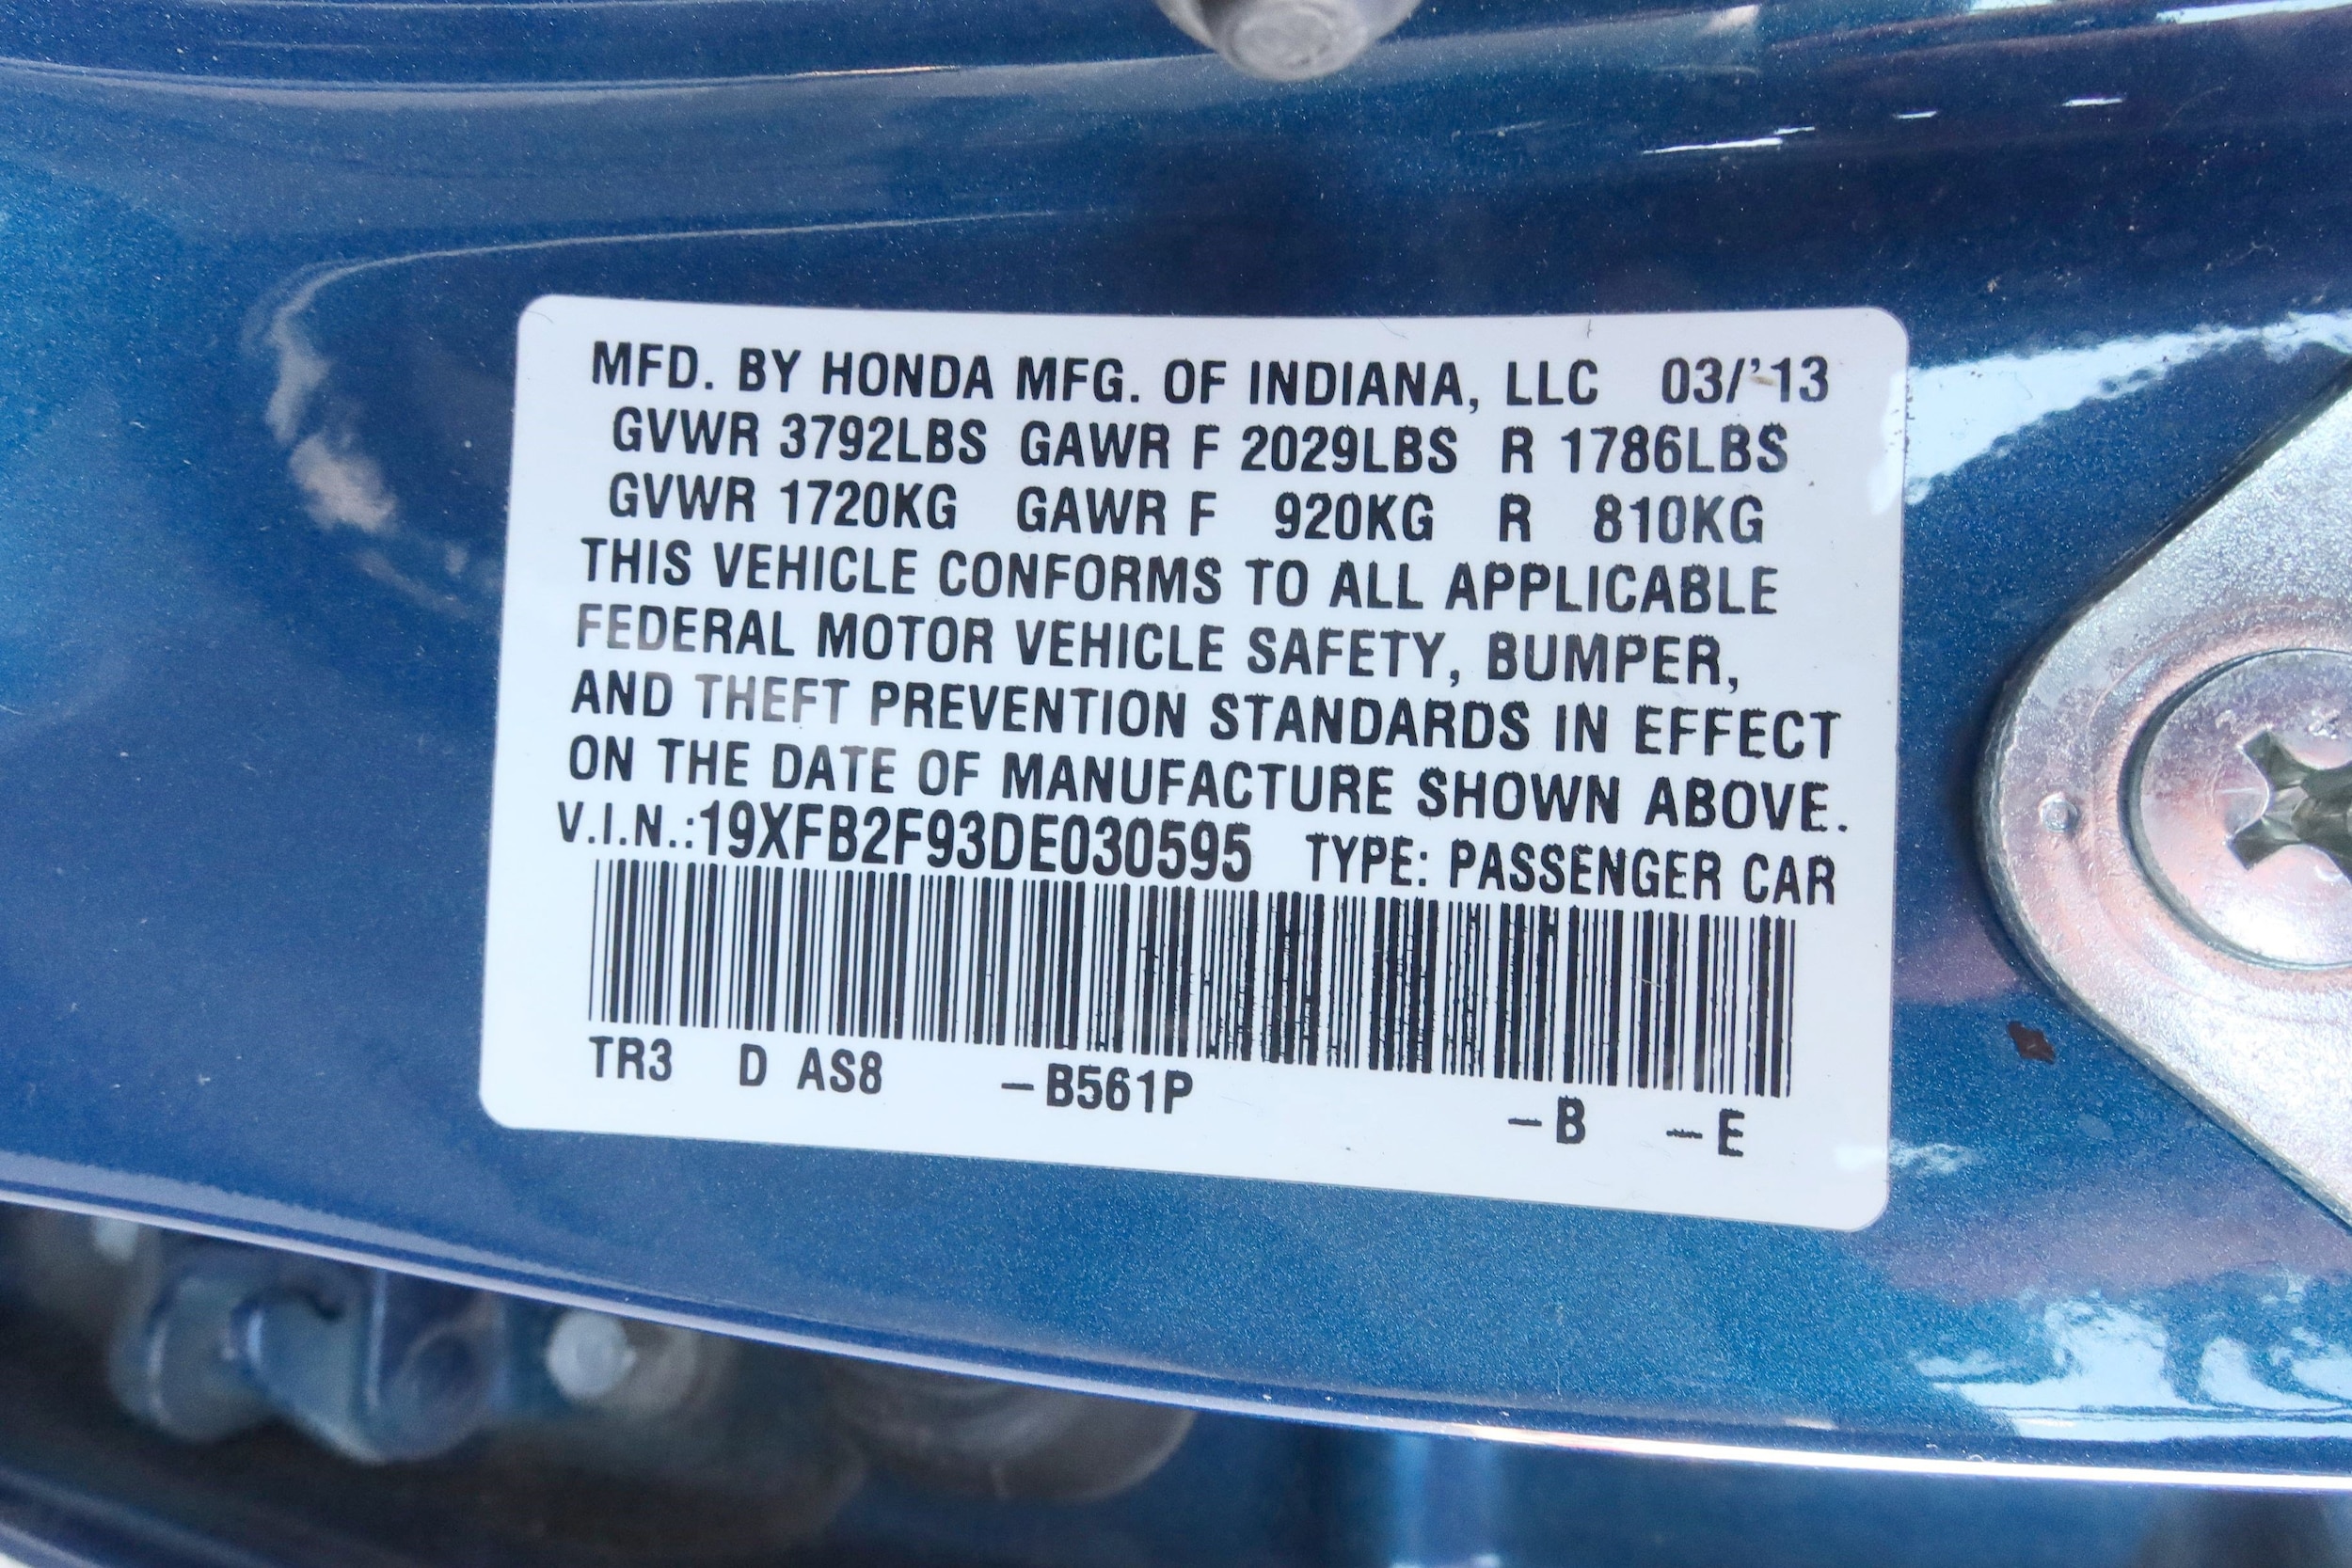 MFD. BY HONDA MFG. OF INDIANA, LLC 03/'13
GVWR 3792LBS GAWR F 2029LBS R 1786LBS
GVWR 1720KG GAWR F 920KG R 810KG
THIS VEHICLE CONFORMS TO ALL APPLICABLE
FEDERAL MOTOR VEHICLE SAFETY, BUMPER,
AND THEFT PREVENTION STANDARDS IN EFFECT
ON THE DATE OF MANUFACTURE SHOWN ABOVE.
V.I.N.:19XFB2F93DE030595 TYPE: PASSENGER CAR
TR3 D AS8 –B561P –B –E